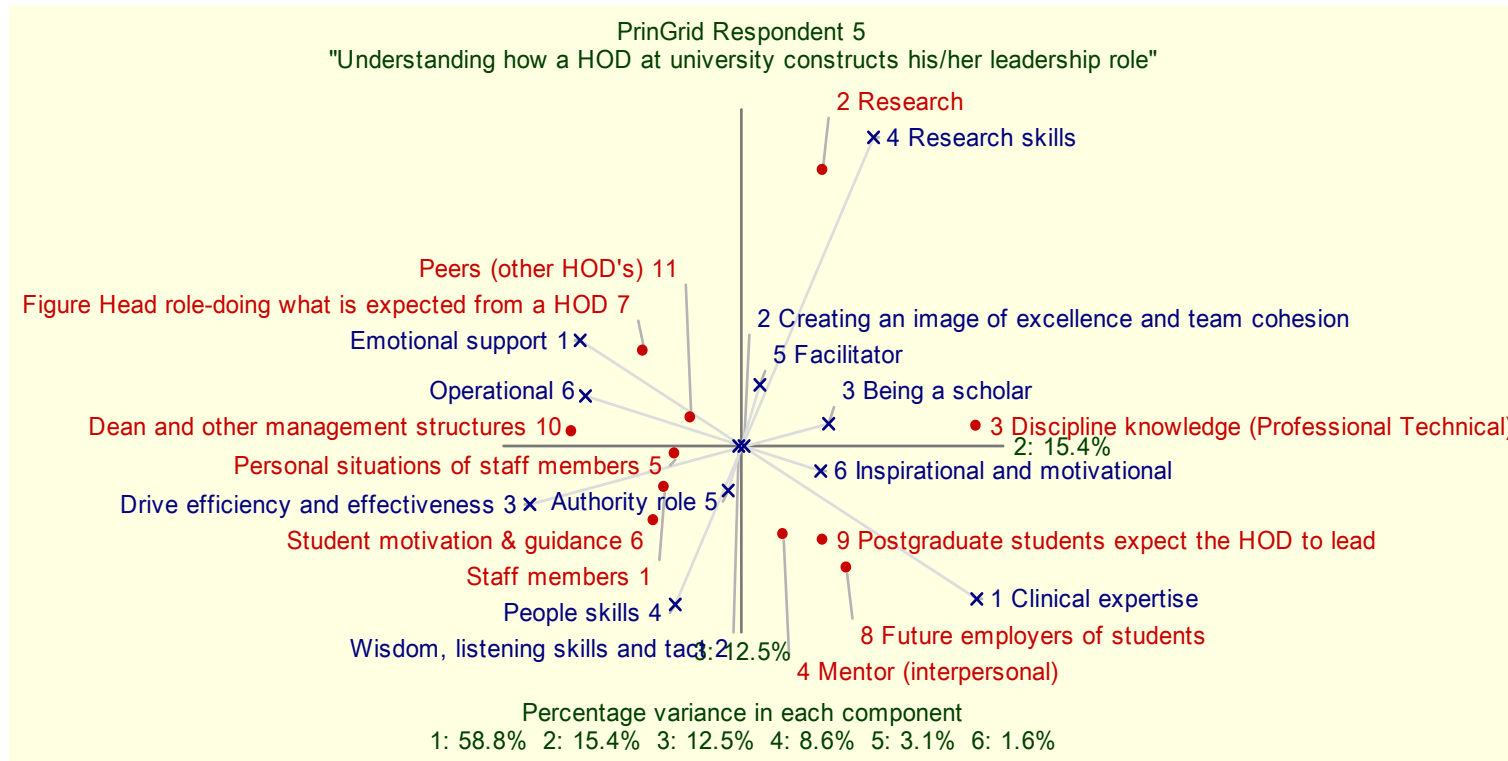 PrinGrid Respondent 5
"Understanding how a HOD at university constructs his/her leadership role"
2 Research
4 Research skills
Peers (other HOD's) 11
Figure Head role-doing what is expected from a HOD 7
2 Creating an image of excellence and team cohesion
Emotional support 1
5 Facilitator
Operational 6
3 Being a scholar
Dean and other management structures 10
3 Discipline knowledge (Professional Technical)
2: 15.4%
Personal situations of staff members 5
6 Inspirational and motivational
Drive efficiency and effectiveness 3
Authority role 5
Student motivation & guidance 6
9 Postgraduate students expect the HOD to lead
Staff members 1
1 Clinical expertise
People skills 4
8 Future employers of students
Wisdom, listening skills and tact 2
3: 12.5%
4 Mentor (interpersonal)
Percentage variance in each component
1: 58.8% 2: 15.4% 3: 12.5% 4: 8.6% 5: 3.1% 6: 1.6%